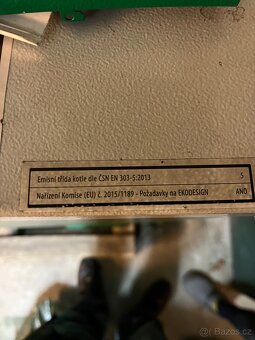 Emisní třída kotle dle ČSN EN 303-5:2013 5
Nařízení Komise (EU) č. 2015/1189 - Požadavky na EKODESIGN ANO
Bazos.cz